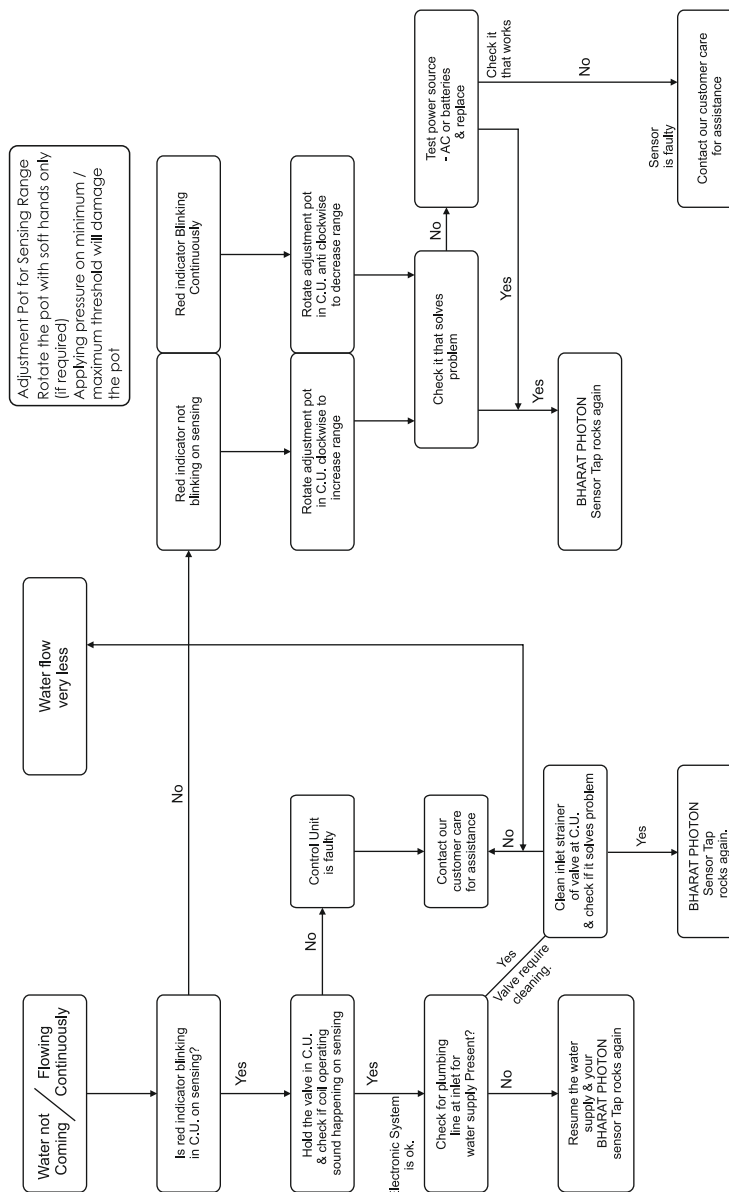 Water not / Flowing
Coming / Continuously
Is red indicator blinking
in C.U. on sensing?
No
Yes
Hold the valve in C.U.
& check if coil operating
sound happening on sensing
No
Control Unit
is faulty
Contact our
customer care
for assistance
Yes
Electronic System
is ok.
Check for plumbing
line at inlet for
water supply Present?
Yes
Valve require
cleaning.
No
Resume the water
supply & your
BHARAT PHOTON
sensor Tap rocks again
Clean inlet strainer
of valve at C.U.
& check if it solves problem
No
Yes
BHARAT PHOTON
Sensor Tap
rocks again.
Water flow
very less
Adjustment Pot for Sensing Range
Rotate the pot with soft hands only
(if required)
Applying pressure on minimum /
maximum threshold will damage
the pot
Red indicator not
blinking on sensing
Red indicator Blinking
Continuously
Rotate adjustment pot
in C.U. clockwise to
increase range
Rotate adjustment pot
in C.U. anti clockwise
to decrease range
Check it that solves
problem
No
Yes
Test power source
- AC or batteries
& replace
Yes
Check it
that works
No
BHARAT PHOTON
Sensor Tap rocks again
Sensor
is faulty
Contact our customer care
for assistance